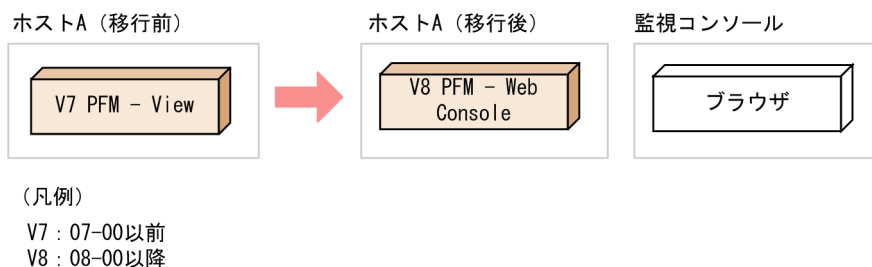 ホストA（移行前）
ホストA（移行後）
監視コンソール
V7 PFM - View
V8 PFM - Web
Console
ブラウザ
（凡例）
V7：07-00以前
V8：08-00以降